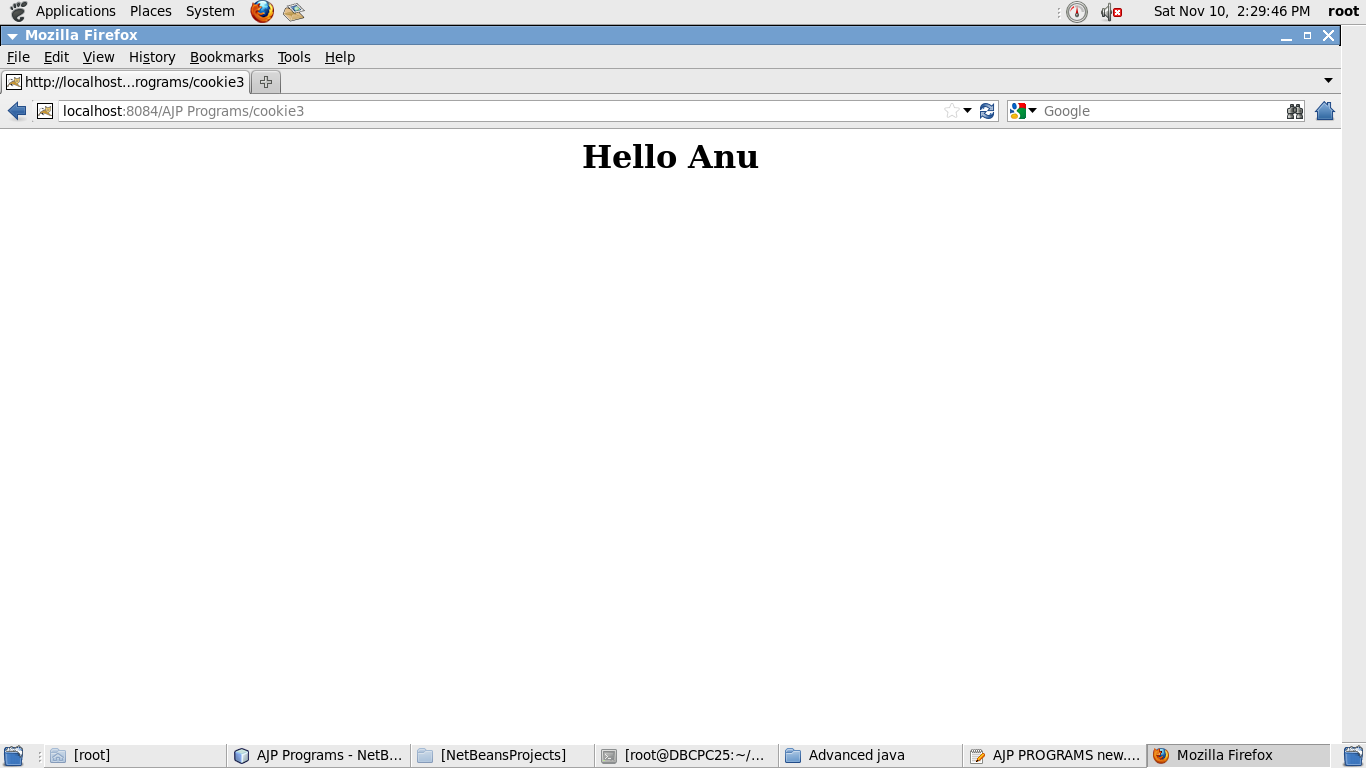 Applications Places System Sat Nov 10, 2:29:46 PM root
Mozilla Firefox
File Edit View History Bookmarks Tools Help
http://localhost...rograms/cookie3
localhost:8084/AJP Programs/cookie3 Google
Hello Anu
[root] AJP Programs - NetB... [NetBeansProjects] [root@DBCPC25:~/... Advanced java AJP PROGRAMS new.... Mozilla Firefox